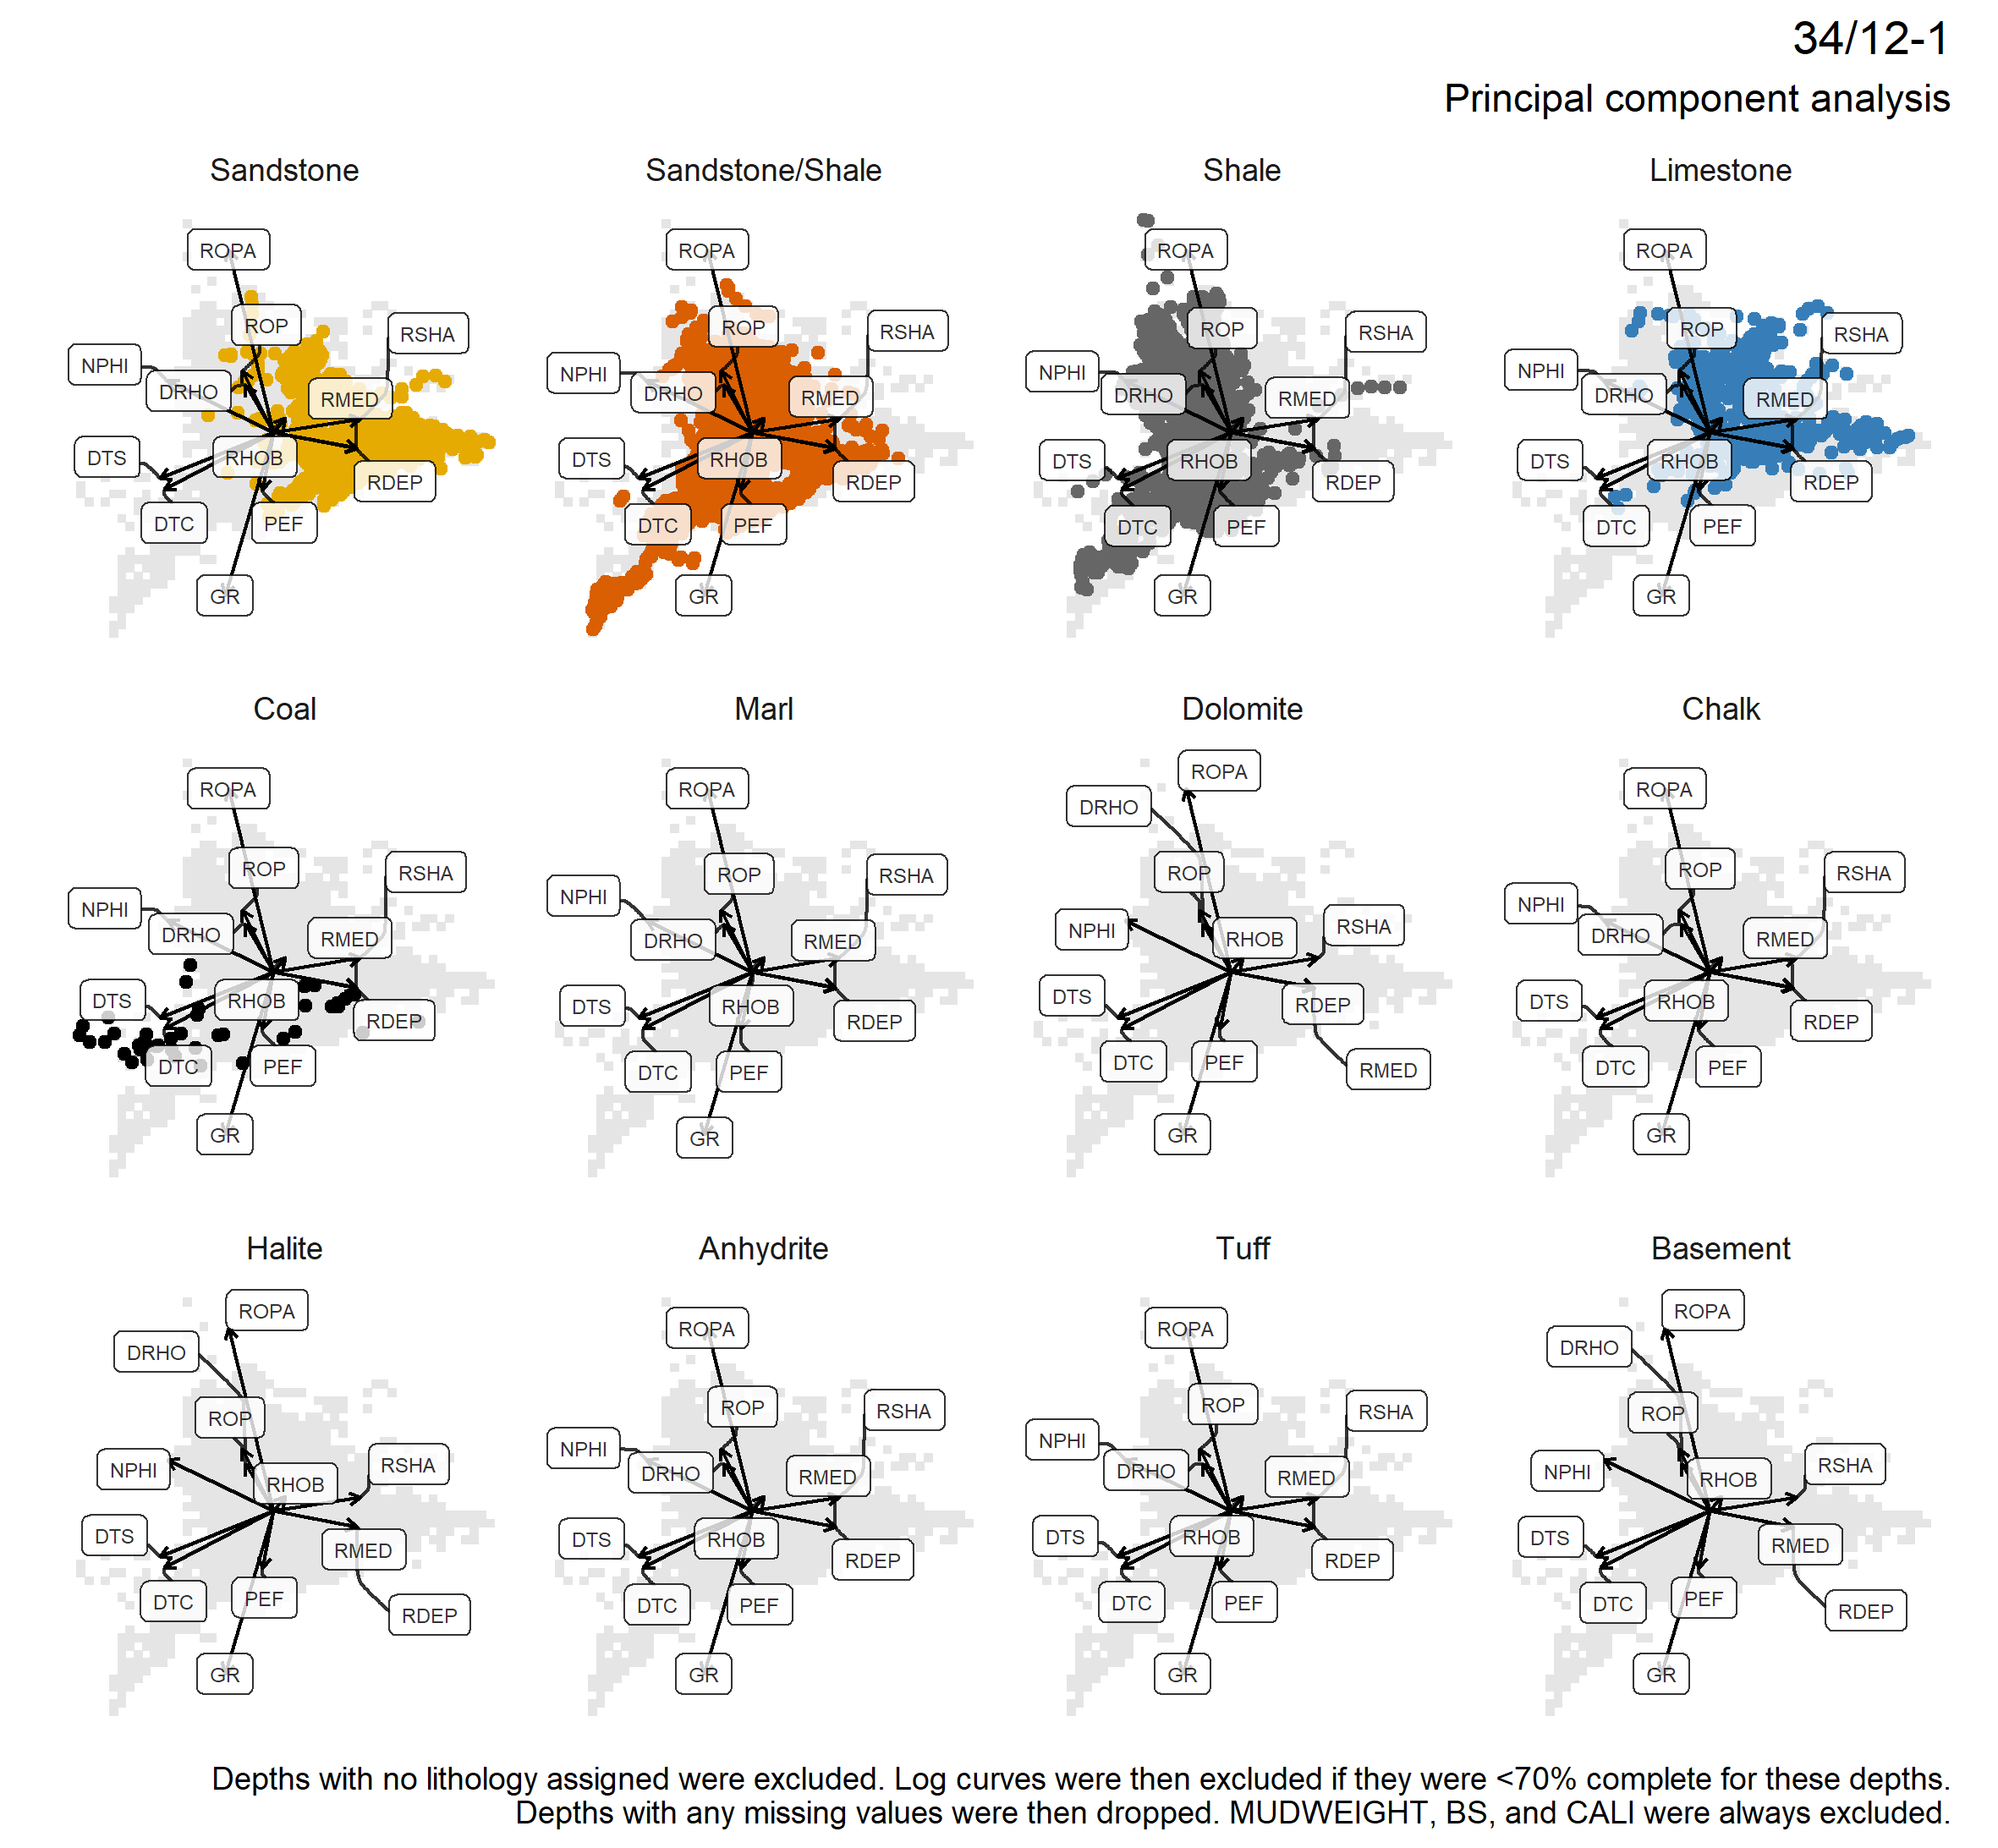 34/12-1
Principal component analysis
Sandstone
ROPA
ROP
RSHA
NPHI
DRHO
RMED
DTS
RHOB
RDEP
DTC
PEF
GR
Sandstone/Shale
ROPA
ROP
RSHA
NPHI
DRHO
RMED
DTS
RHOB
RDEP
DTC
PEF
GR
Shale
ROPA
ROP
RSHA
NPHI
DRHO
RMED
DTS
RHOB
RDEP
DTC
PEF
GR
Limestone
ROPA
ROP
RSHA
NPHI
DRHO
RMED
DTS
RHOB
RDEP
DTC
PEF
GR
Coal
ROPA
ROP
RSHA
NPHI
DRHO
RMED
DTS
RHOB
RDEP
DTC
PEF
GR
Marl
ROPA
ROP
RSHA
NPHI
DRHO
RMED
DTS
RHOB
RDEP
DTC
PEF
GR
Dolomite
ROPA
DRHO
ROP
NPHI
RHOB
RSHA
DTS
RDEP
DTC
PEF
RMED
GR
Chalk
ROPA
ROP
RSHA
NPHI
DRHO
RMED
DTS
RHOB
RDEP
DTC
PEF
GR
Halite
ROPA
DRHO
ROP
NPHI
RHOB
RSHA
DTS
RMED
DTC
PEF
RDEP
GR
Anhydrite
ROPA
ROP
RSHA
NPHI
DRHO
RMED
DTS
RHOB
RDEP
DTC
PEF
GR
Tuff
ROPA
ROP
RSHA
NPHI
DRHO
RMED
DTS
RHOB
RDEP
DTC
PEF
GR
Basement
ROPA
DRHO
ROP
NPHI
RHOB
RSHA
DTS
RMED
DTC
PEF
RDEP
GR
Depths with no lithology assigned were excluded. Log curves were then excluded if they were <70% complete for these depths.
Depths with any missing values were then dropped. MUDWEIGHT, BS, and CALI were always excluded.